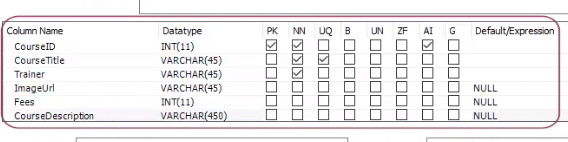 Column Name Datatype PK NN UQ B UN ZF AI G Default/Expression
CourseID INT(11)
CourseTitle VARCHAR(45)
Trainer VARCHAR(45)
ImageUrl VARCHAR(45) NULL
Fees INT(11) NULL
CourseDescription VARCHAR(450) NULL